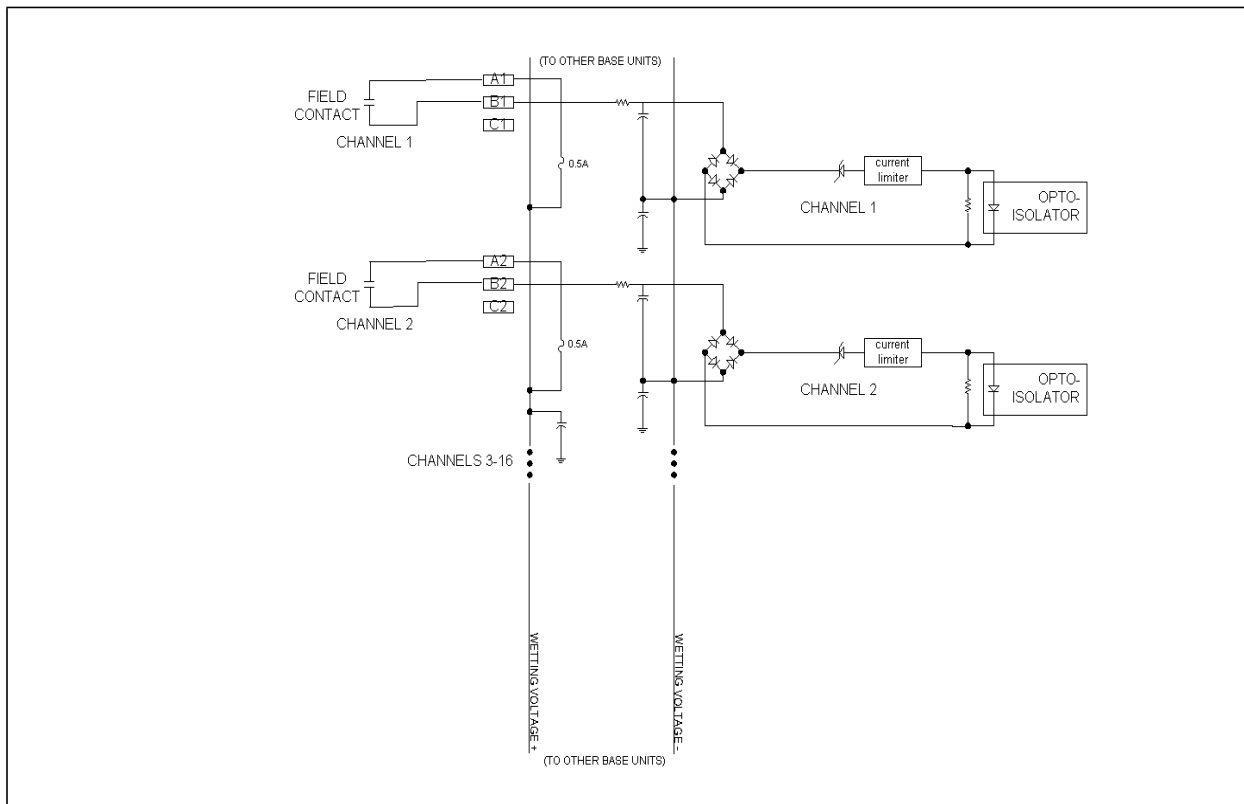 (TO OTHER BASE UNITS)
A1
FIELD
CONTACT
B1
C1
CHANNEL 1
0.5A
current
limiter
CHANNEL 1
OPTO-
ISOLATOR
A2
FIELD
CONTACT
B2
C2
CHANNEL 2
0.5A
current
limiter
CHANNEL 2
OPTO-
ISOLATOR
CHANNELS 3-16
WETTING VOLTAGE +
WETTING VOLTAGE -
(TO OTHER BASE UNITS)